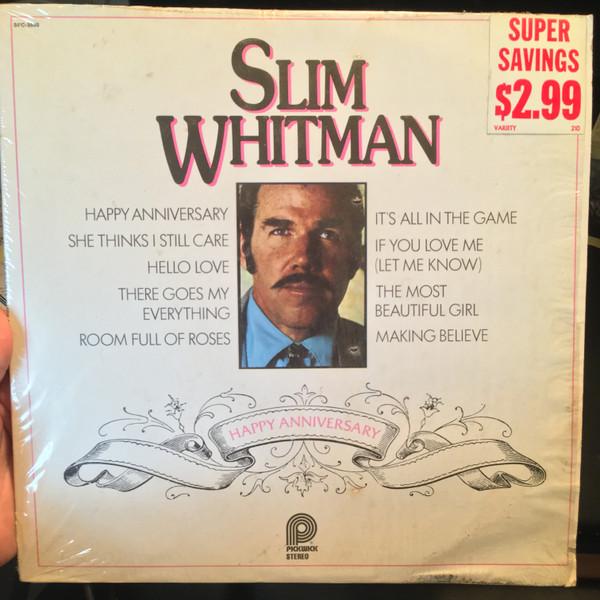 SUPER
SAVINGS
$2.99
VARIETY 210
SLIM
WHITMAN
HAPPY ANNIVERSARY
SHE THINKS I STILL CARE
HELLO LOVE
THERE GOES MY
EVERYTHING
ROOM FULL OF ROSES
IT'S ALL IN THE GAME
IF YOU LOVE ME
(LET ME KNOW)
THE MOST
BEAUTIFUL GIRL
MAKING BELIEVE
HAPPY ANNIVERSARY
PICKWICK
STEREO